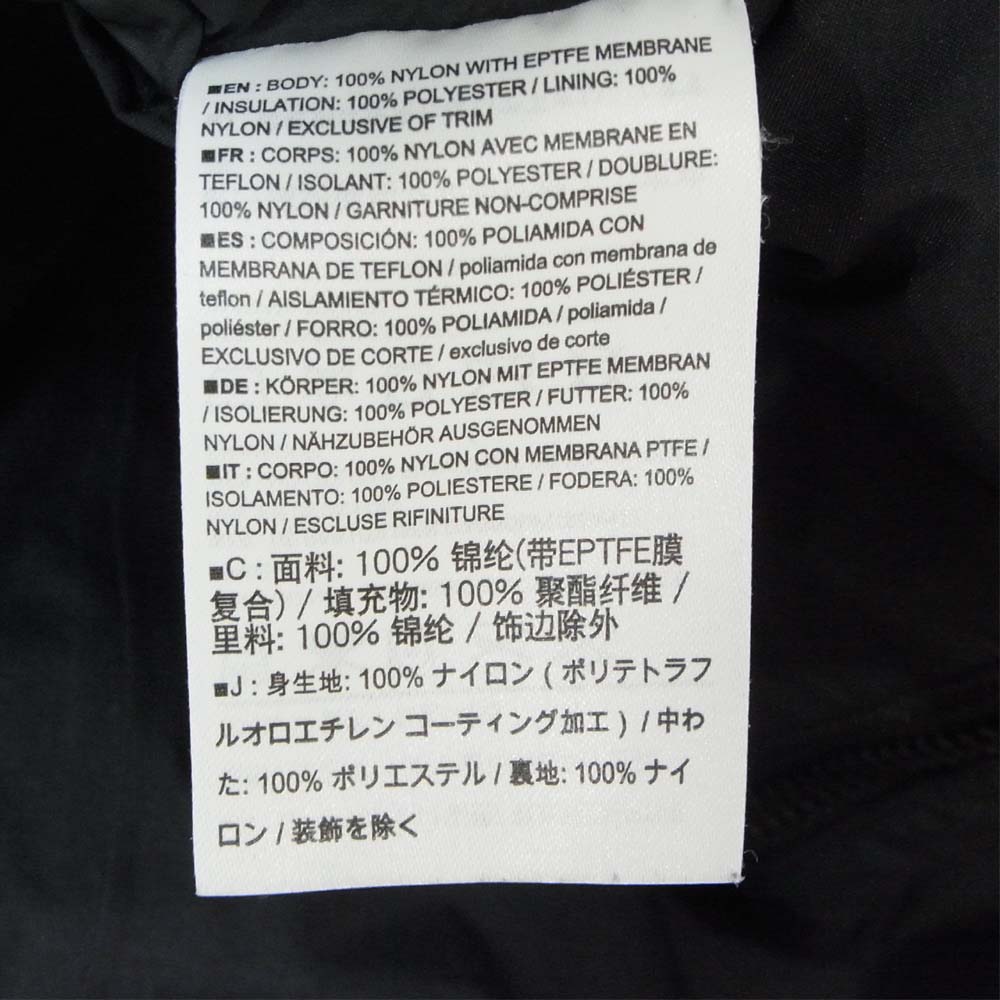 ■EN : BODY: 100% NYLON WITH EPTFE MEMBRANE
/ INSULATION: 100% POLYESTER / LINING: 100%
NYLON / EXCLUSIVE OF TRIM
■FR : CORPS: 100% NYLON AVEC MEMBRANE EN
TEFLON / ISOLANT: 100% POLYESTER / DOUBLURE:
100% NYLON / GARNITURE NON-COMPRISE
■ES : COMPOSICIÓN: 100% POLIAMIDA CON
MEMBRANA DE TEFLON / poliamida con membrana de
teflon / AISLAMIENTO TÉRMICO: 100% POLIÉSTER /
poliéster / FORRO: 100% POLIAMIDA / poliamida /
EXCLUSIVO DE CORTE / exclusivo de corte
■DE : KÖRPER: 100% NYLON MIT EPTFE MEMBRAN
/ ISOLIERUNG: 100% POLYESTER / FUTTER: 100%
NYLON / NÄHZUBEHÖR AUSGENOMMEN
■IT : CORPO: 100% NYLON CON MEMBRANA PTFE /
ISOLAMENTO: 100% POLIESTERE / FODERA: 100%
NYLON / ESCLUSE RIFINITURE
■C : 面料: 100% 锦纶(带EPTFE膜
复合) / 填充物: 100% 聚酯纤维 /
里料: 100% 锦纶 / 饰边除外
■J : 身生地: 100% ナイロン ( ポリテトラフ
ルオロエチレン コーティング加工 ) / 中わ
た: 100% ポリエステル / 裏地: 100% ナイ
ロン / 装飾を除く